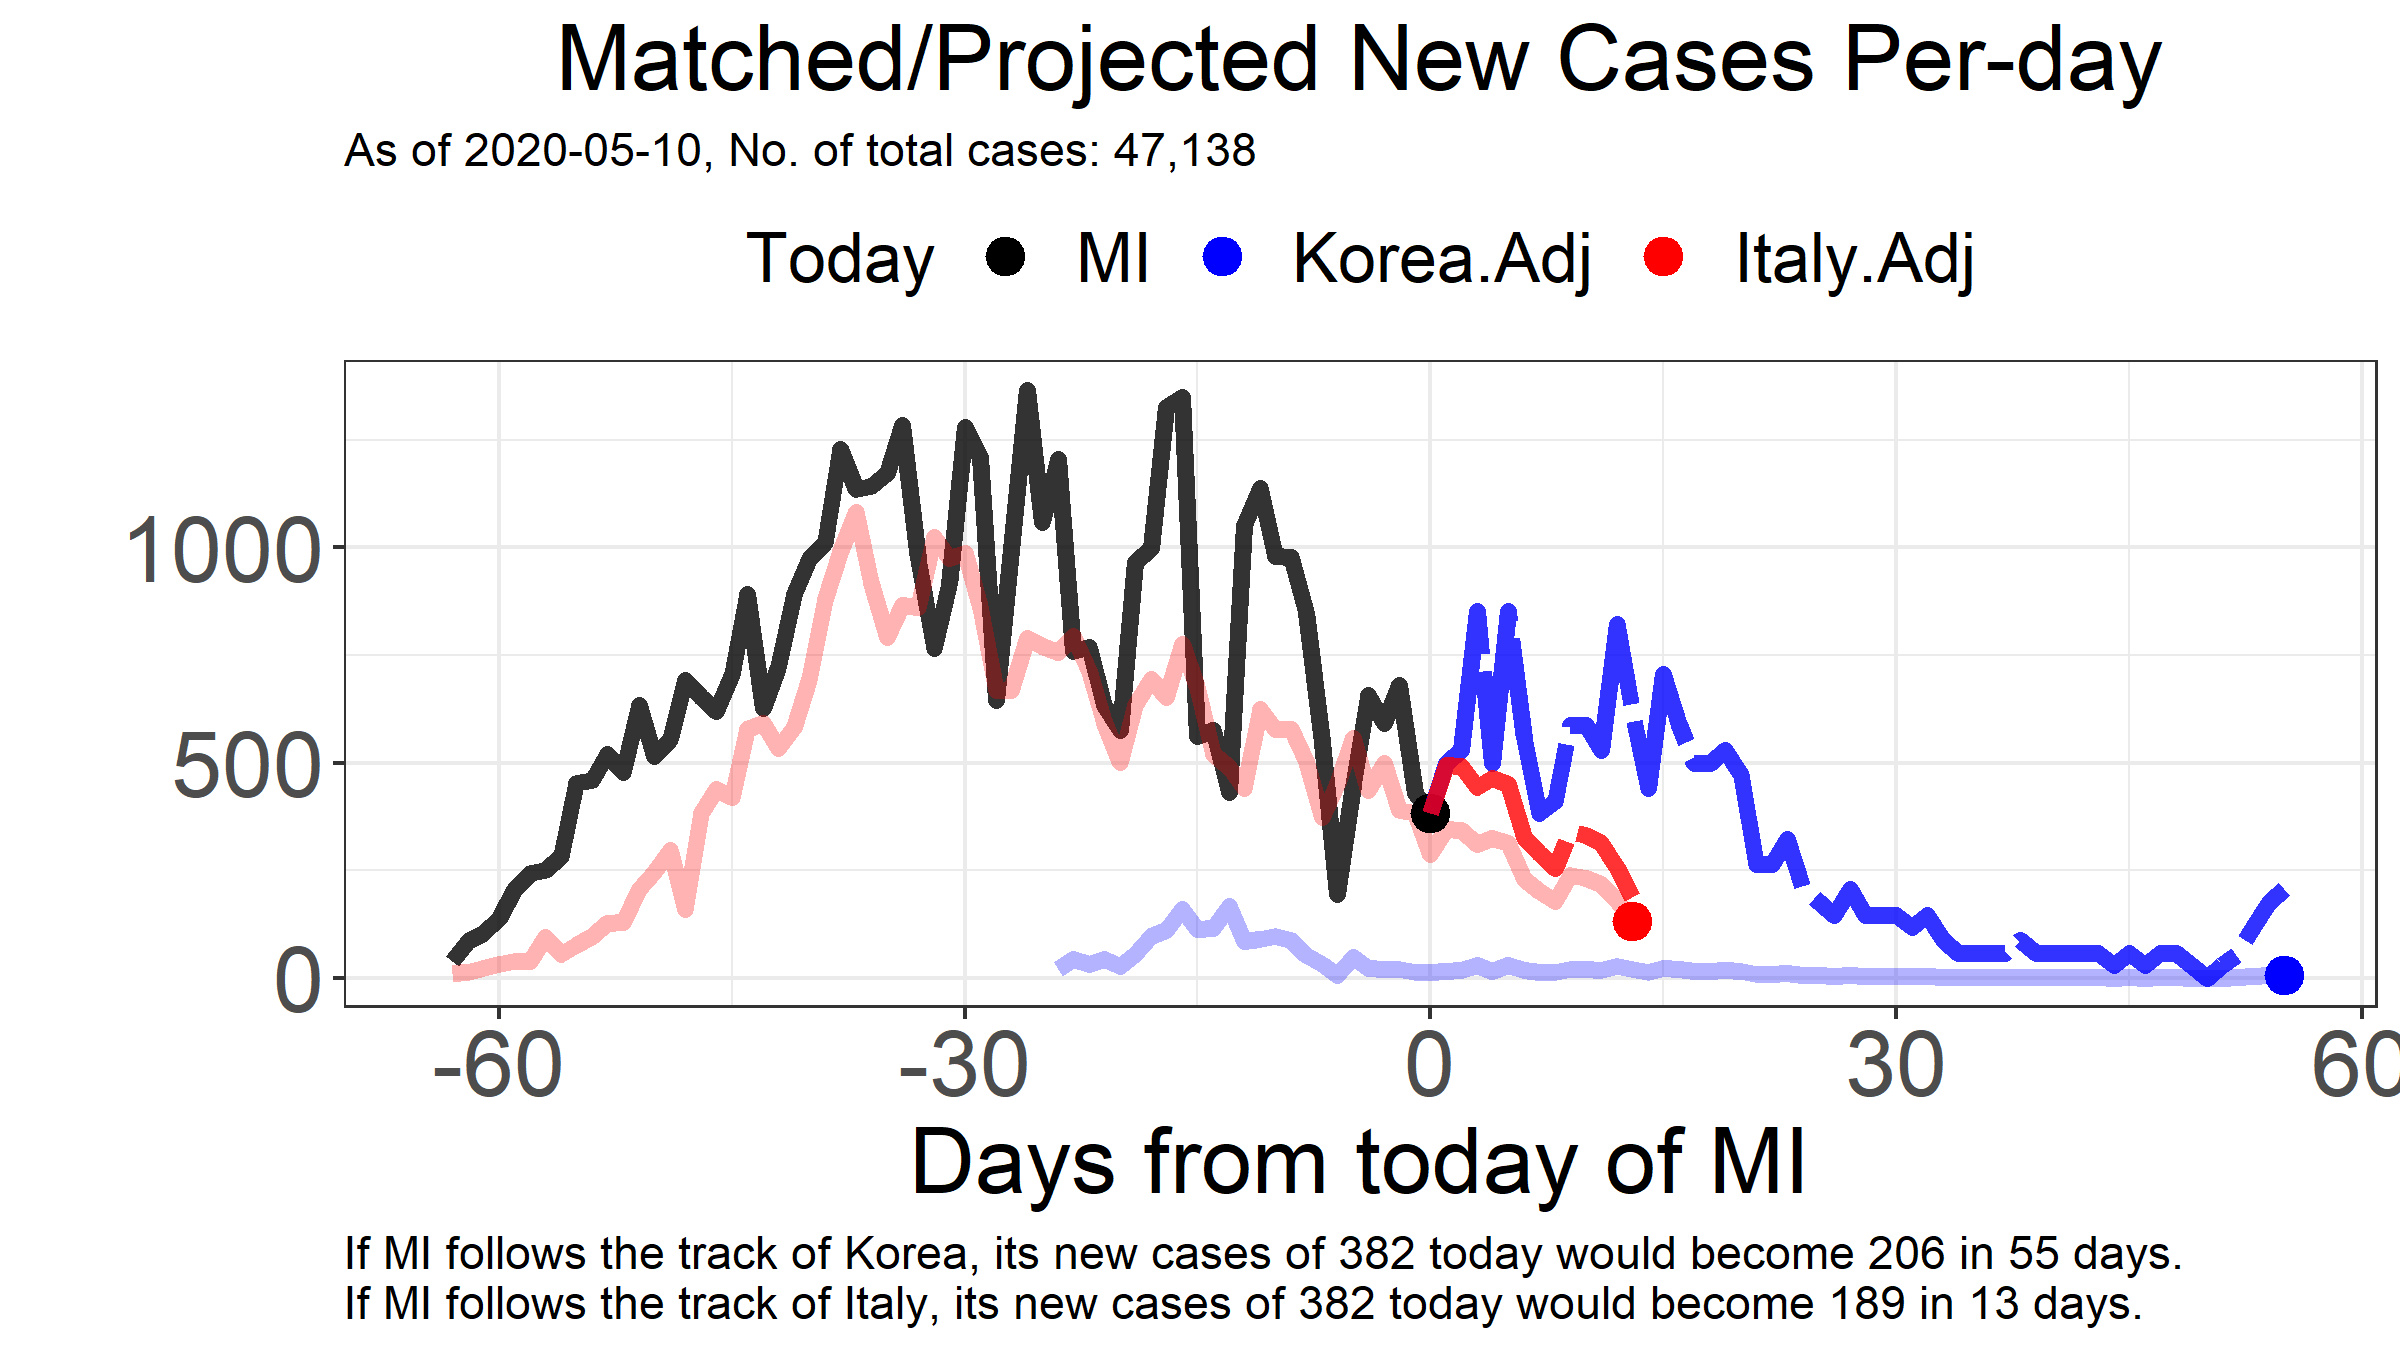 Matched/Projected New Cases Per-day
As of 2020-05-10, No. of total cases: 47,138
Today MI Korea.Adj Italy.Adj
1000
500
0
-60 -30 0 30 60
Days from today of MI
If MI follows the track of Korea, its new cases of 382 today would become 206 in 55 days.
If MI follows the track of Italy, its new cases of 382 today would become 189 in 13 days.